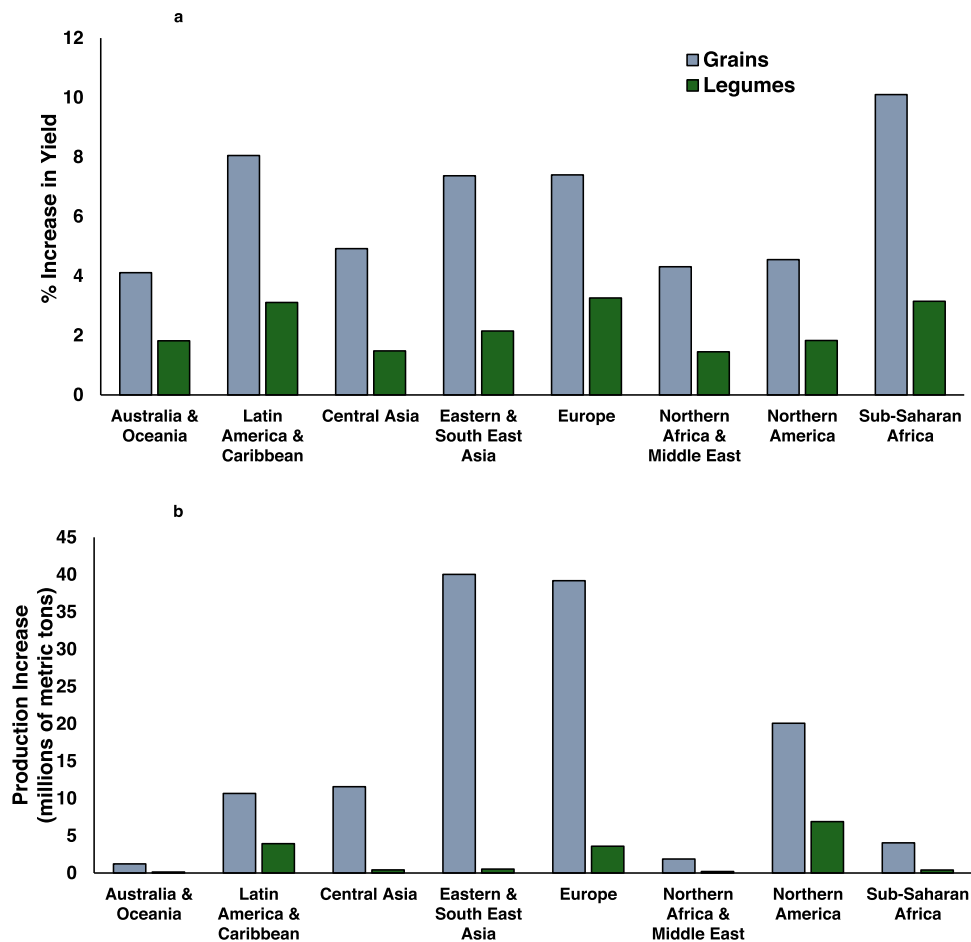 a
% Increase in Yield
12
10
8
6
4
2
0
Grains
Legumes
Australia &
Oceania
Latin
America &
Caribbean
Central Asia
Eastern &
South East
Asia
Europe
Northern
Africa &
Middle East
Northern
America
Sub-Saharan
Africa
b
Production Increase
(millions of metric tons)
45
40
35
30
25
20
15
10
5
0
Australia &
Oceania
Latin
America &
Caribbean
Central Asia
Eastern &
South East
Asia
Europe
Northern
Africa &
Middle East
Northern
America
Sub-Saharan
Africa